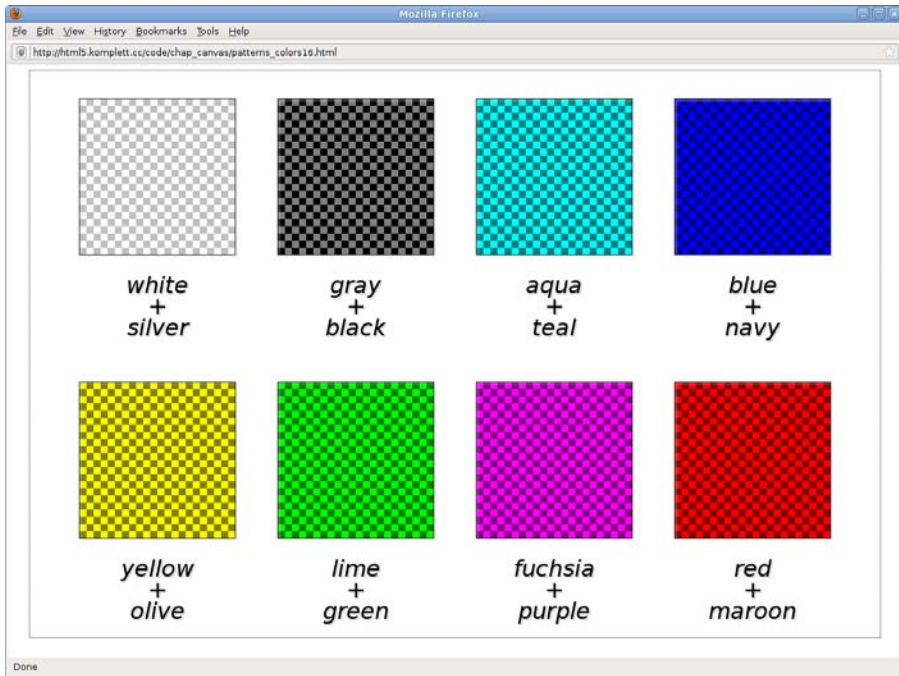 Mozilla Firefox
File Edit View History Bookmarks Tools Help
http://html5.komplett.cc/code/chap_canvas/patterns_colors16.html
white gray aqua blue
+ + + +
silver black teal navy
yellow lime fuchsia red
+ + + +
olive green purple maroon
Done